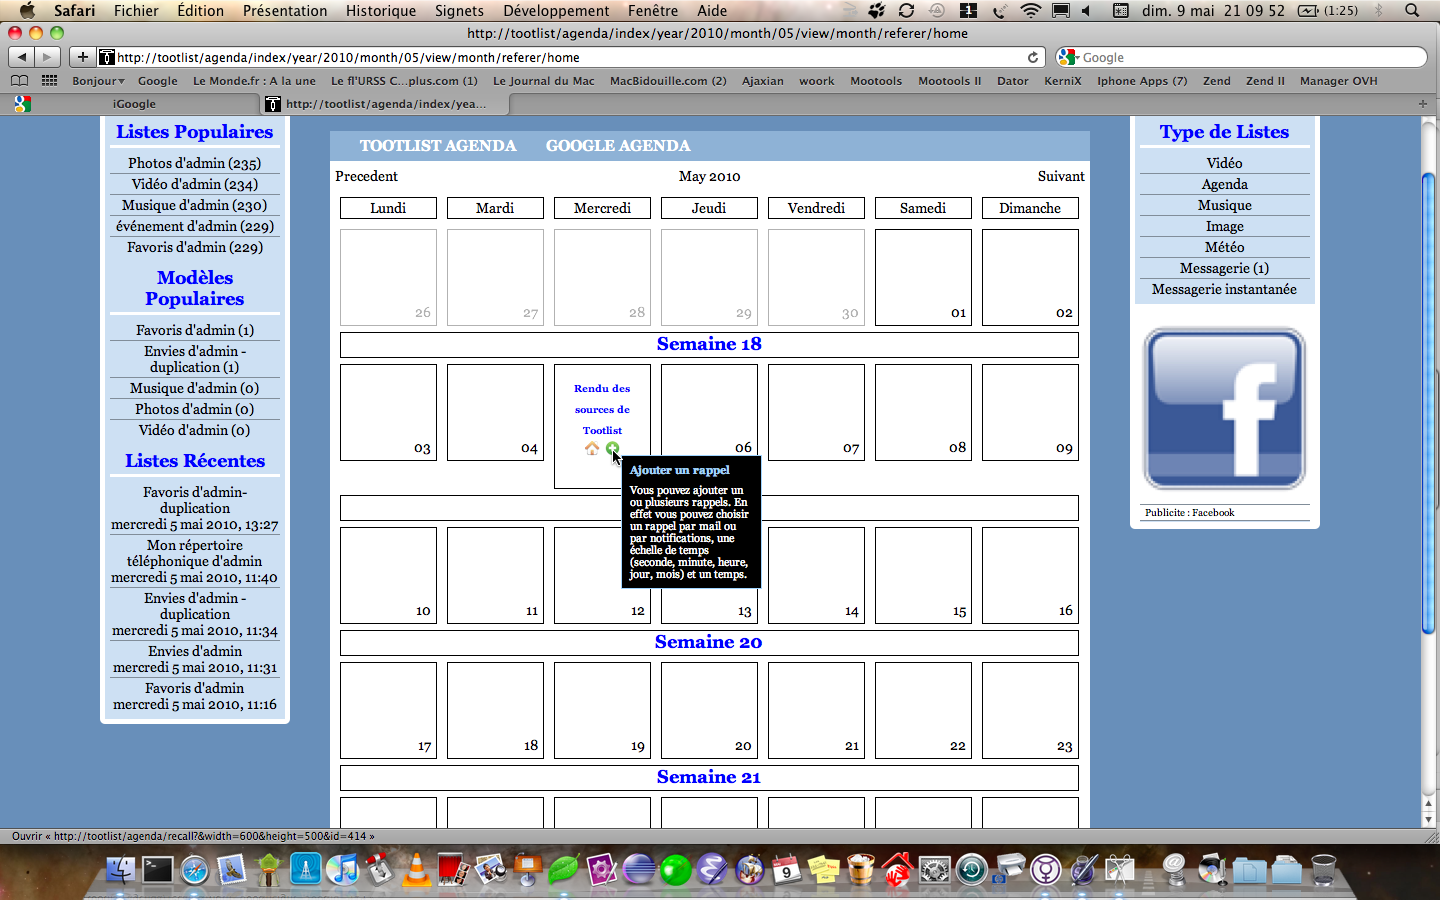 Safari Fichier Édition Présentation Historique Signets Développement Fenêtre Aide 1 dim. 9 mai 21 09 52 (1:25)
http://tootlist/agenda/index/year/2010/month/05/view/month/referer/home
http://tootlist/agenda/index/year/2010/month/05/view/month/referer/home Google
Bonjour Google Le Monde.fr : A la une Le fl'URSS C...plus.com (1) Le Journal du Mac MacBidouille.com (2) Ajaxian woork Mootools Mootools II Dator KerniX Iphone Apps (7) Zend Zend II Manager OVH
iGoogle http://tootlist/agenda/index/yea...
Listes Populaires
Photos d'admin (235)
Vidéo d'admin (234)
Musique d'admin (230)
événement d'admin (229)
Favoris d'admin (229)
Modèles
Populaires
Favoris d'admin (1)
Envies d'admin -
duplication (1)
Musique d'admin (0)
Photos d'admin (0)
Vidéo d'admin (0)
Listes Récentes
Favoris d'admin-
duplication
mercredi 5 mai 2010, 13:27
Mon répertoire
téléphonique d'admin
mercredi 5 mai 2010, 11:40
Envies d'admin -
duplication
mercredi 5 mai 2010, 11:34
Envies d'admin
mercredi 5 mai 2010, 11:31
Favoris d'admin
mercredi 5 mai 2010, 11:16
TOOTLIST AGENDA GOOGLE AGENDA
Precedent May 2010 Suivant
Lundi Mardi Mercredi Jeudi Vendredi Samedi Dimanche
26 27 28 29 30 01 02
Semaine 18
Rendu des
sources de
Tootlist
03 04 06 07 08 09
Ajouter un rappel
Vous pouvez ajouter un
ou plusieurs rappels. En
effet vous pouvez choisir
un rappel par mail ou
par notifications, une
échelle de temps
(seconde, minute, heure,
jour, mois) et un temps.
10 11 12 13 14 15 16
Semaine 20
17 18 19 20 21 22 23
Semaine 21
Type de Listes
Vidéo
Agenda
Musique
Image
Météo
Messagerie (1)
Messagerie instantanée
f
Publicite : Facebook
Ouvrir « http://tootlist/agenda/recall?&width=600&height=500&id=414 »
9